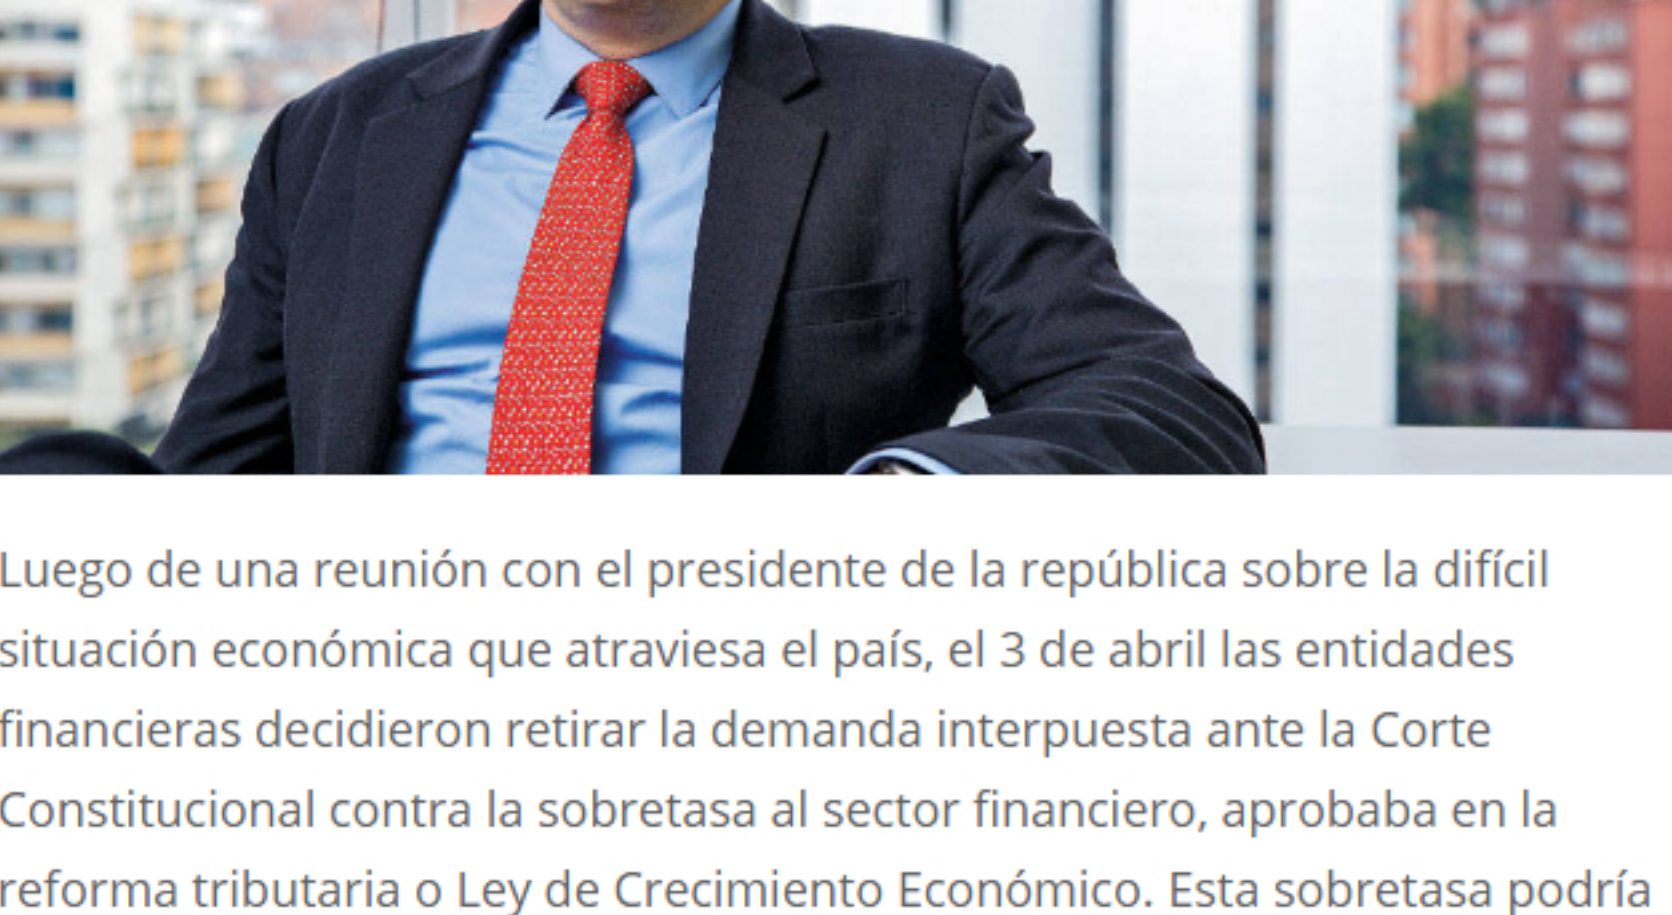 Luego de una reunión con el presidente de la república sobre la difícil
situación económica que atraviesa el país, el 3 de abril las entidades
financieras decidieron retirar la demanda interpuesta ante la Corte
Constitucional contra la sobretasa al sector financiero, aprobaba en la
reforma tributaria o Ley de Crecimiento Económico. Esta sobretasa podría